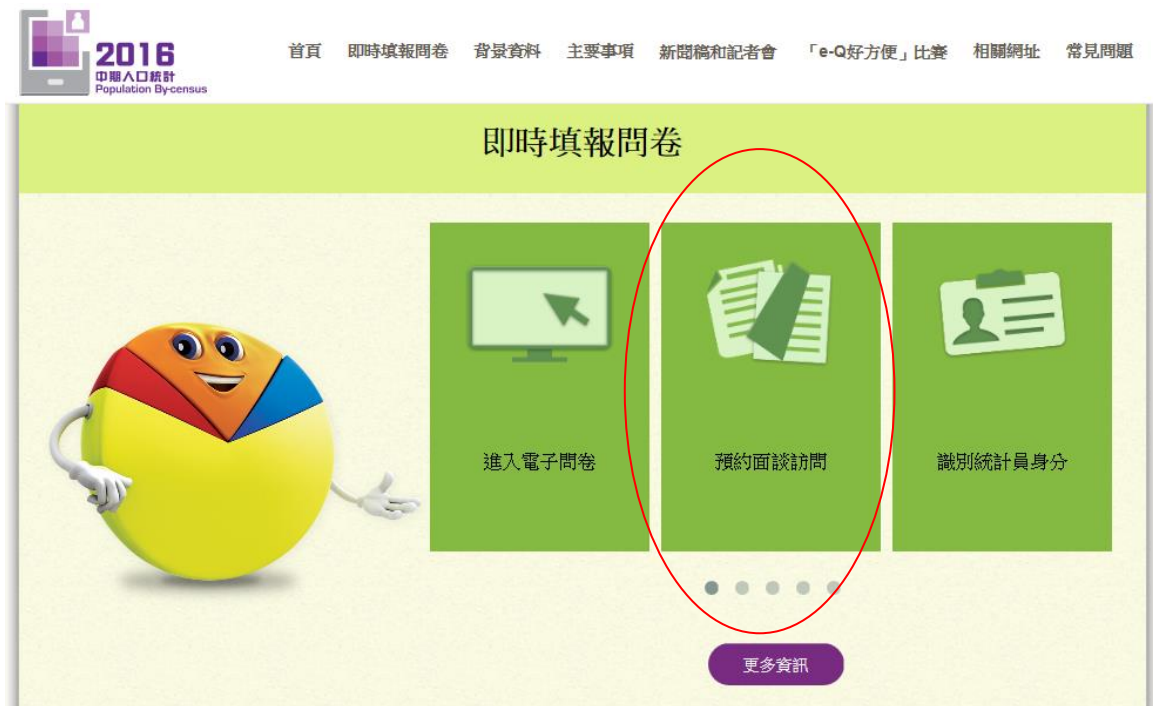 2016
中期人口統計
Population By-census
首頁 即時填報問卷 背景資料 主要事項 新聞稿和記者會 「e-Q好方便」比賽 相關網址 常見問題
即時填報問卷
進入電子問卷 預約面談訪問 識別統計員身分
更多資訊